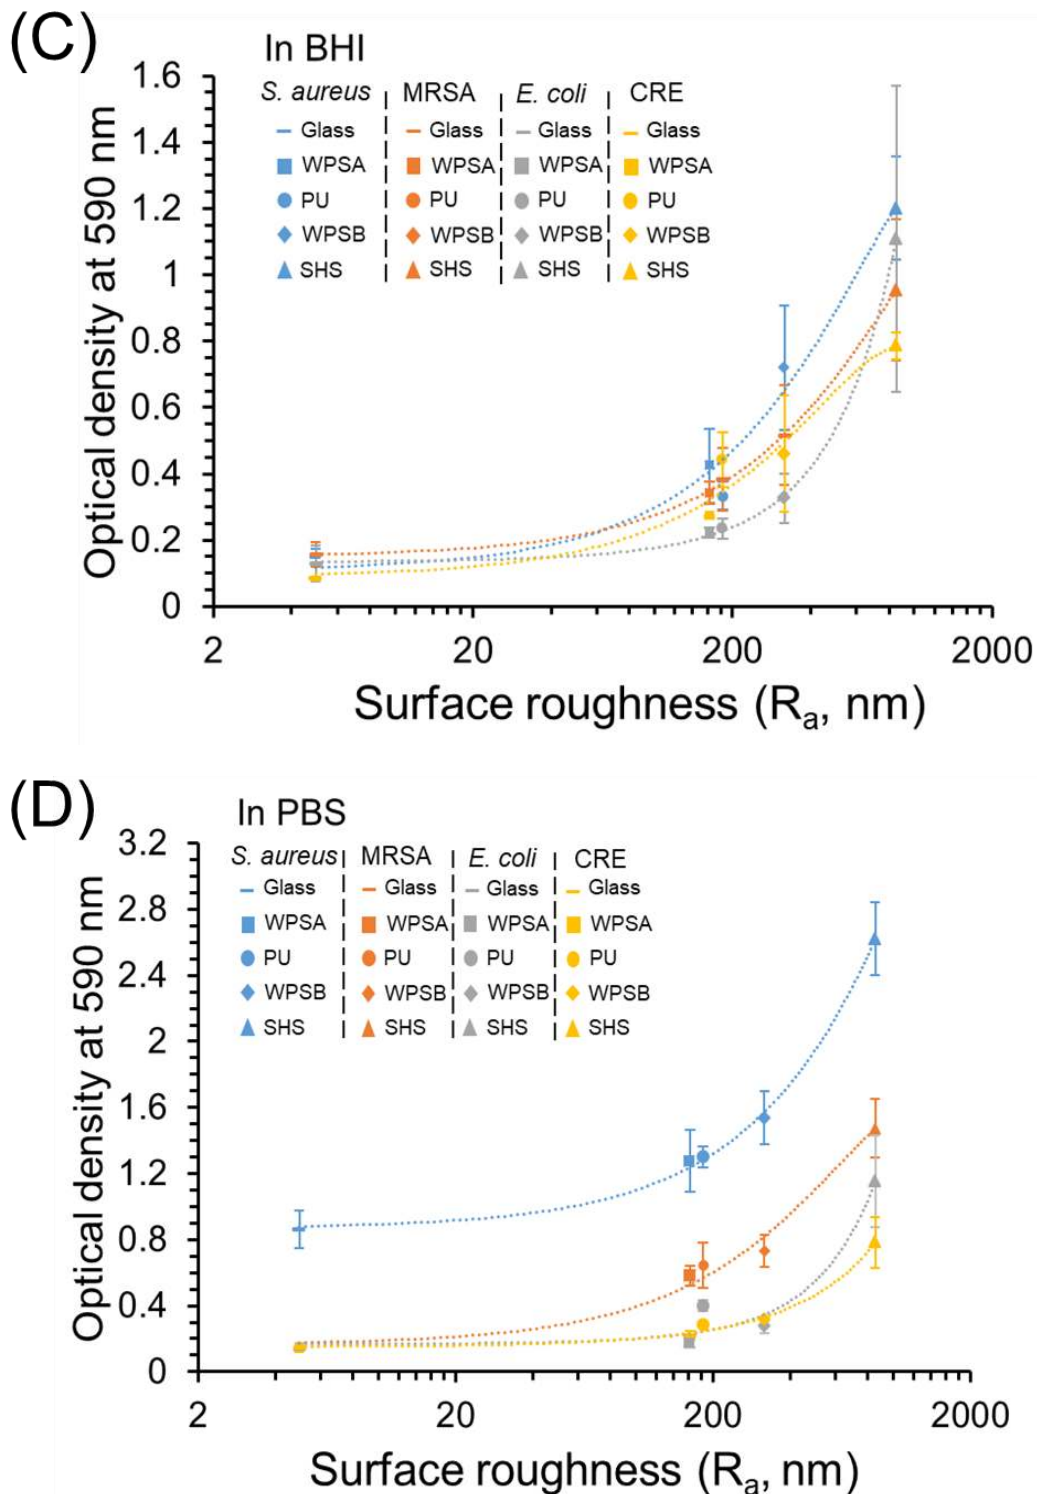 (C)
In BHI
S. aureus MRSA E. coli CRE
Glass Glass Glass Glass
WPSA WPSA WPSA WPSA
PU PU PU PU
WPSB WPSB WPSB WPSB
SHS SHS SHS SHS
1.6
1.4
1.2
1
0.8
0.6
0.4
0.2
0
Optical density at 590 nm
2 20 200 2000
Surface roughness (Ra, nm)
(D)
In PBS
S. aureus MRSA E. coli CRE
Glass Glass Glass Glass
WPSA WPSA WPSA WPSA
PU PU PU PU
WPSB WPSB WPSB WPSB
SHS SHS SHS SHS
3.2
2.8
2.4
2
1.6
1.2
0.8
0.4
0
Optical density at 590 nm
2 20 200 2000
Surface roughness (Ra, nm)